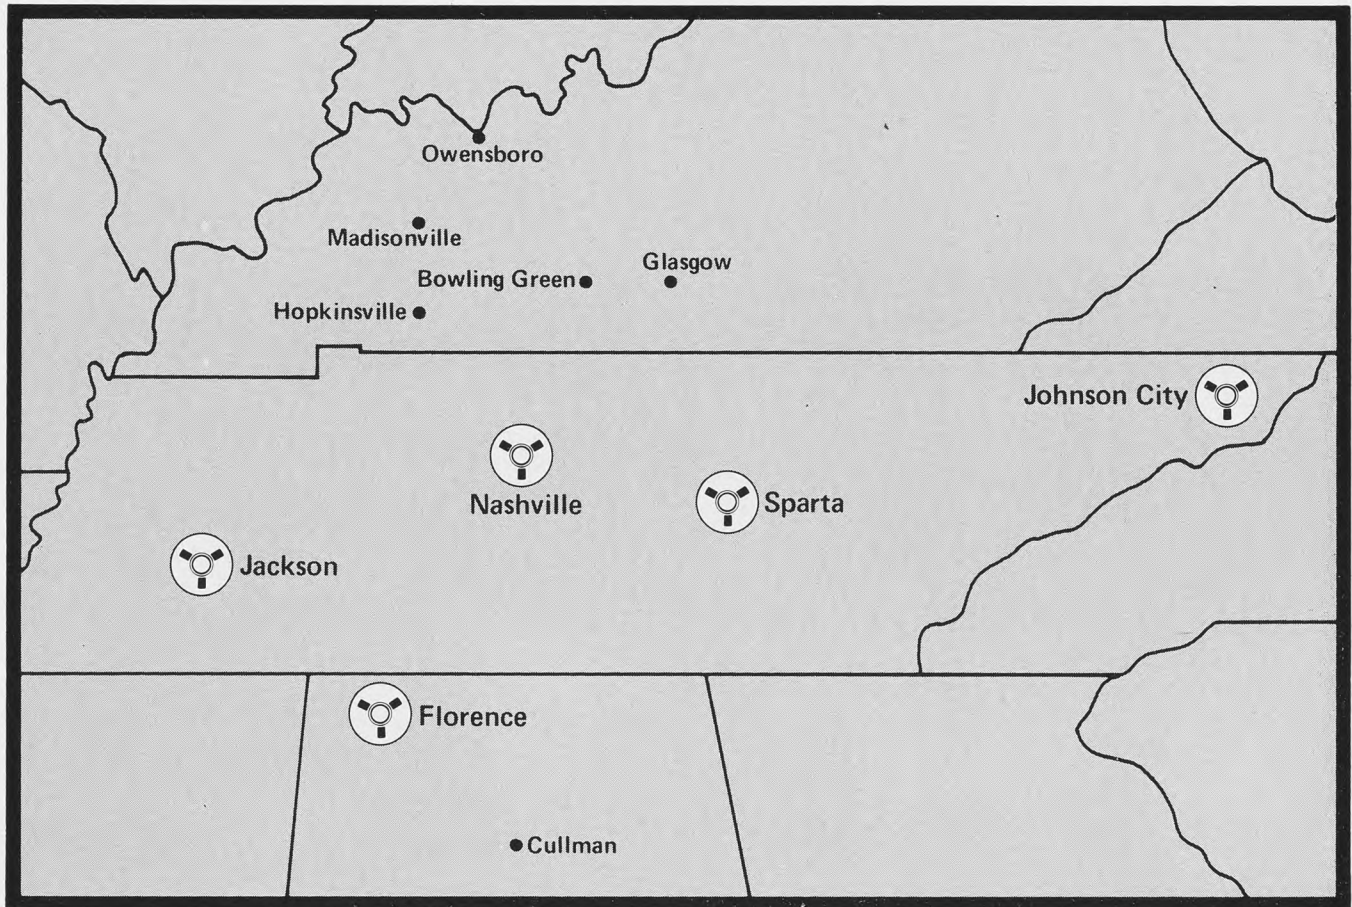 Owensboro
Madisonville
Glasgow
Bowling Green
Hopkinsville
Johnson City
Nashville
Sparta
Jackson
Florence
Cullman